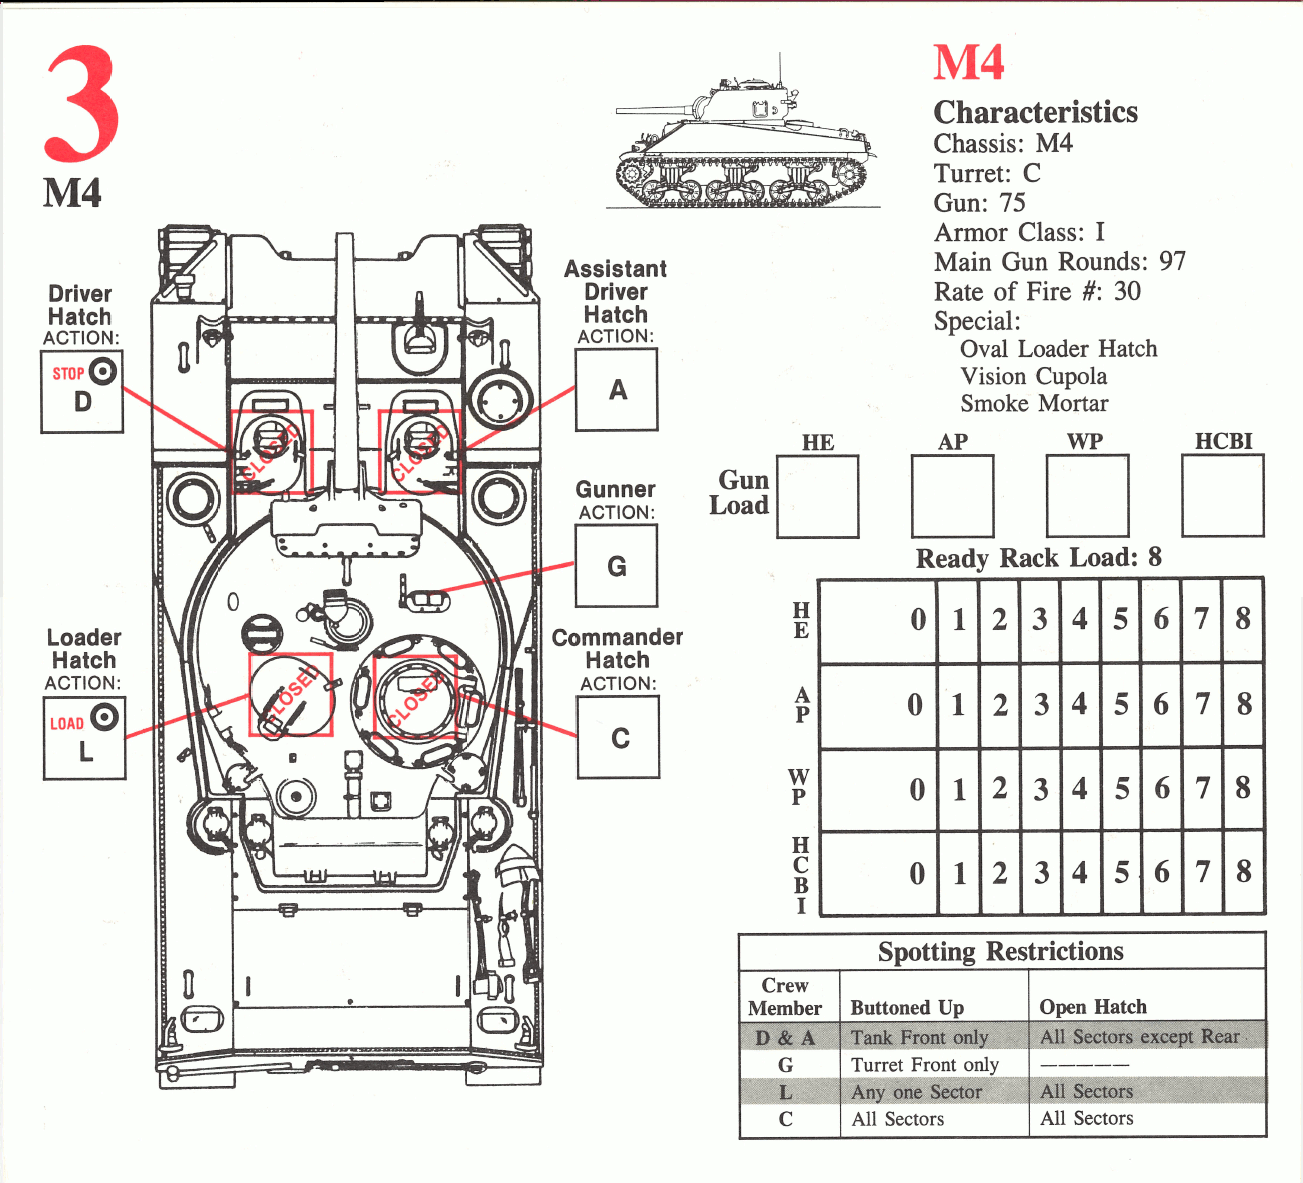 3
M4
Driver
Hatch
ACTION:
STOP
D
Assistant
Driver
Hatch
ACTION:
A
CLOSED
CLOSED
Gunner
ACTION:
G
Loader
Hatch
ACTION:
LOAD
L
Commander
Hatch
ACTION:
C
CLOSED
CLOSED
M4
Characteristics
Chassis: M4
Turret: C
Gun: 75
Armor Class: I
Main Gun Rounds: 97
Rate of Fire #: 30
Special:
Oval Loader Hatch
Vision Cupola
Smoke Mortar
HE AP WP HCBI
Gun
Load
Ready Rack Load: 8
HE 0 1 2 3 4 5 6 7 8
AP 0 1 2 3 4 5 6 7 8
WP 0 1 2 3 4 5 6 7 8
HCBI 0 1 2 3 4 5 6 7 8
Spotting Restrictions
Crew
Member Buttoned Up Open Hatch
D & A Tank Front only All Sectors except Rear
G Turret Front only —————
L Any one Sector All Sectors
C All Sectors All Sectors